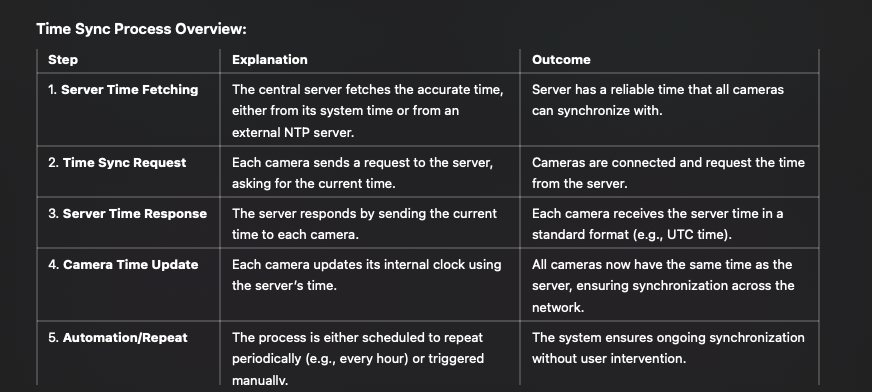 Time Sync Process Overview:
Step Explanation Outcome
1. Server Time Fetching The central server fetches the accurate time, Server has a reliable time that all cameras
either from its system time or from an can synchronize with.
external NTP server.
2. Time Sync Request Each camera sends a request to the server, Cameras are connected and request the time
asking for the current time. from the server.
3. Server Time Response The server responds by sending the current Each camera receives the server time in a
time to each camera. standard format (e.g., UTC time).
4. Camera Time Update Each camera updates its internal clock using All cameras now have the same time as the
the server's time. server, ensuring synchronization across the
network.
5. Automation/Repeat The process is either scheduled to repeat The system ensures ongoing synchronization
periodically (e.g., every hour) or triggered without user intervention.
manually.